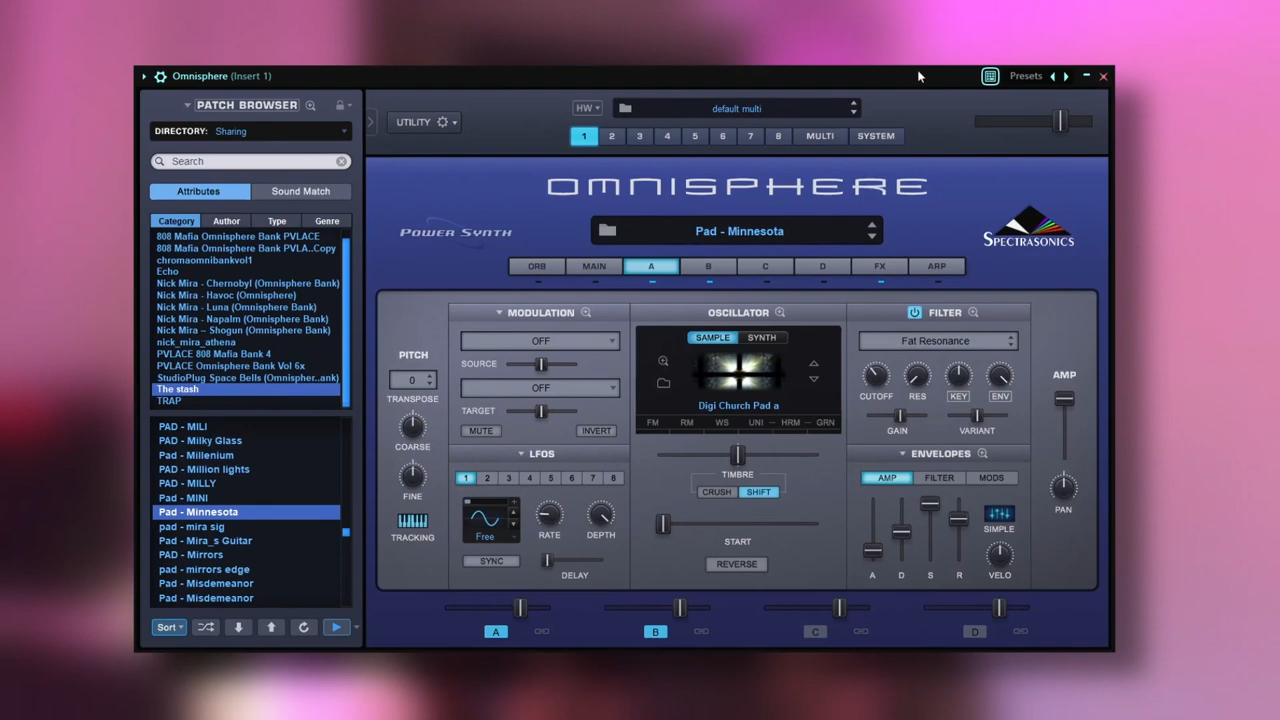 Omnisphere (Insert 1)
Presets
PATCH BROWSER
DIRECTORY: Sharing
Search
Attributes
Sound Match
Category
Author
Type
Genre
808 Mafia Omnisphere Bank PVLACE
808 Mafia Omnisphere Bank PVLA..Copy
chromaomnibankvol1
Echo
Nick Mira - Chernobyl (Omnisphere Bank)
Nick Mira - Havoc (Omnisphere)
Nick Mira - Luna (Omnisphere Bank)
Nick Mira - Napalm (Omnisphere Bank)
Nick Mira – Shogun (Omnisphere Bank)
nick_mira_athena
PVLACE 808 Mafia Bank 4
PVLACE Omnisphere Bank Vol 6x
StudioPlug Space Bells (Omnispher..ank)
The stash
TRAP
PAD - MILI
PAD - Milky Glass
Pad - Millenium
PAD - Million lights
PAD - MILLY
Pad - MINI
Pad - Minnesota
pad - mira sig
Pad - Mira_s Guitar
PAD - Mirrors
pad - mirrors edge
Pad - Misdemeanor
Pad - Misdemeanor
Sort
UTILITY
HW
default multi
1 2 3 4 5 6 7 8 MULTI SYSTEM
OMNISPHERE
POWER SYNTH
Pad - Minnesota
SPECTRASONICS
ORB MAIN A B C D FX ARP
PITCH
0
TRANSPOSE
COARSE
FINE
TRACKING
MODULATION
OFF
SOURCE
OFF
TARGET
MUTE
INVERT
LFOS
1 2 3 4 5 6 7 8
Free
RATE
DEPTH
SYNC
DELAY
OSCILLATOR
SAMPLE
SYNTH
Digi Church Pad a
FM RM WS UNI HRM GRN
TIMBRE
CRUSH
SHIFT
START
REVERSE
FILTER
Fat Resonance
CUTOFF
RES
KEY
ENV
GAIN
VARIANT
ENVELOPES
AMP
FILTER
MODS
SIMPLE
A
D
S
R
VELO
AMP
PAN
A
B
C
D